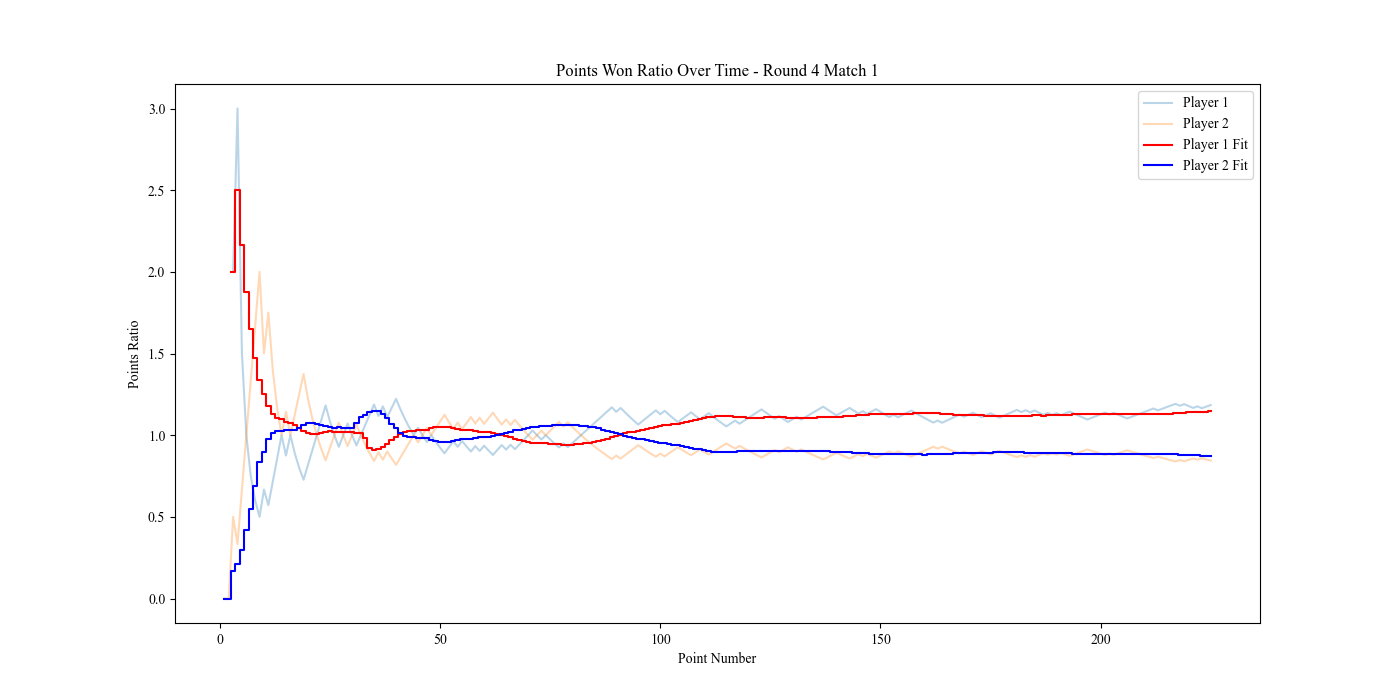 Points Won Ratio Over Time - Round 4 Match 1
Player 1
Player 2
Player 1 Fit
Player 2 Fit
Points Ratio
3.0
2.5
2.0
1.5
1.0
0.5
0.0
0
50
100
150
200
Point Number